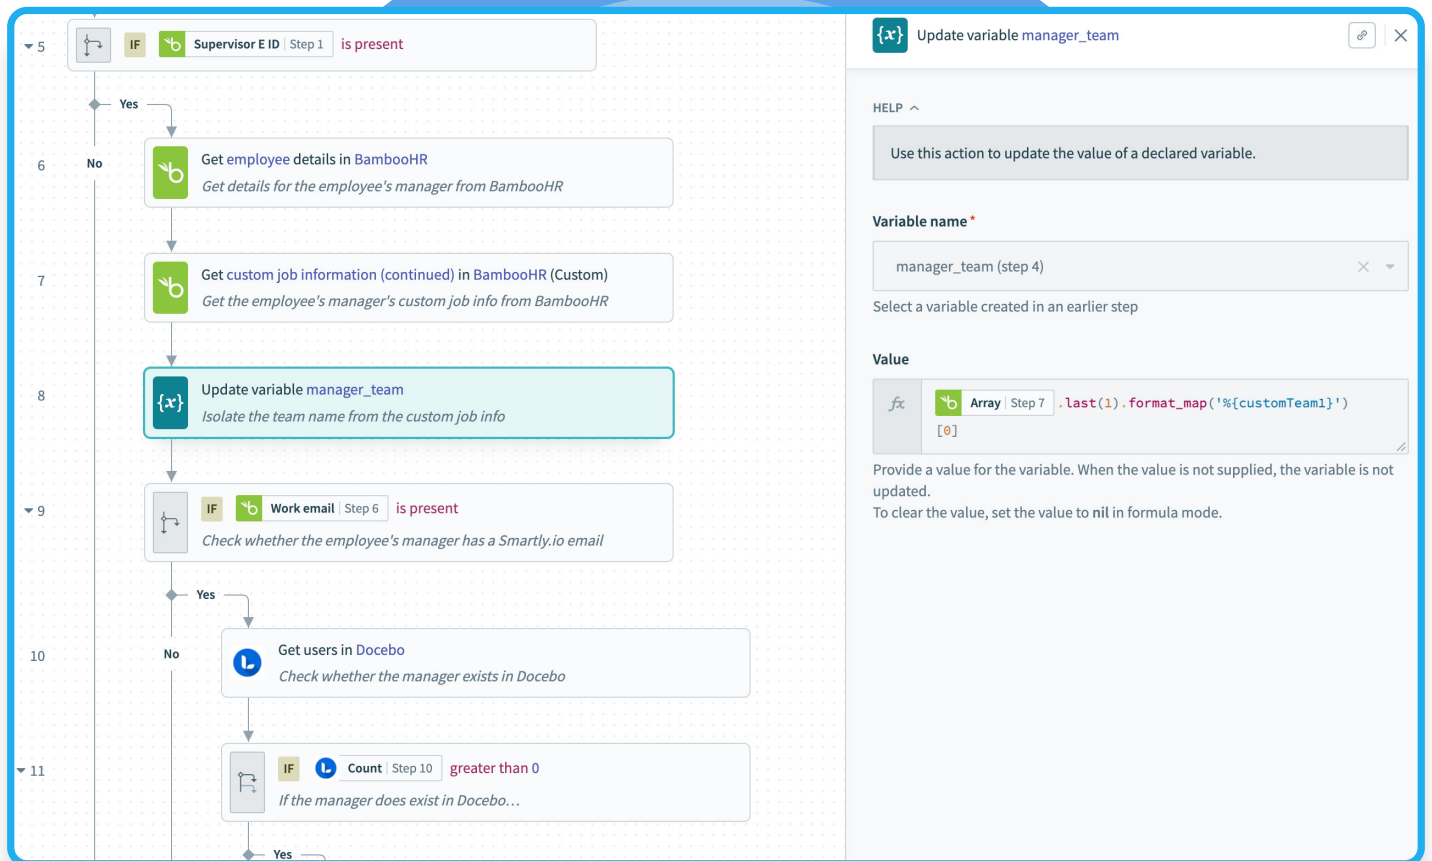 5
IF
Supervisor E ID | Step 1
is present
Yes
No
6
Get employee details in BambooHR
Get details for the employee's manager from BambooHR
7
Get custom job information (continued) in BambooHR (Custom)
Get the employee's manager's custom job info from BambooHR
8
{x}
Update variable manager_team
Isolate the team name from the custom job info
9
IF
Work email | Step 6
is present
Check whether the employee's manager has a Smartly.io email
Yes
No
10
Get users in Docebo
Check whether the manager exists in Docebo
11
IF
Count | Step 10
greater than 0
If the manager does exist in Docebo…
Yes
{x}
Update variable manager_team
HELP
Use this action to update the value of a declared variable.
Variable name*
manager_team (step 4)
Select a variable created in an earlier step
Value
fx
Array | Step 7 .last(1).format_map('%{customTeam1}')
[0]
Provide a value for the variable. When the value is not supplied, the variable is not
updated.
To clear the value, set the value to nil in formula mode.